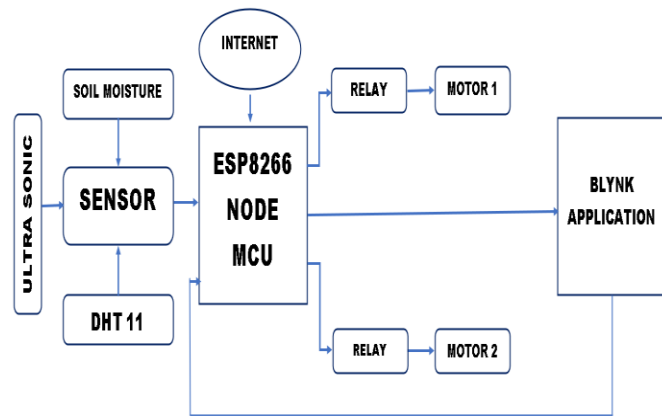 INTERNET
SOIL MOISTURE
RELAY
MOTOR 1
ULTRA SONIC
SENSOR
ESP8266
NODE
MCU
BLYNK
APPLICATION
DHT 11
RELAY
MOTOR 2